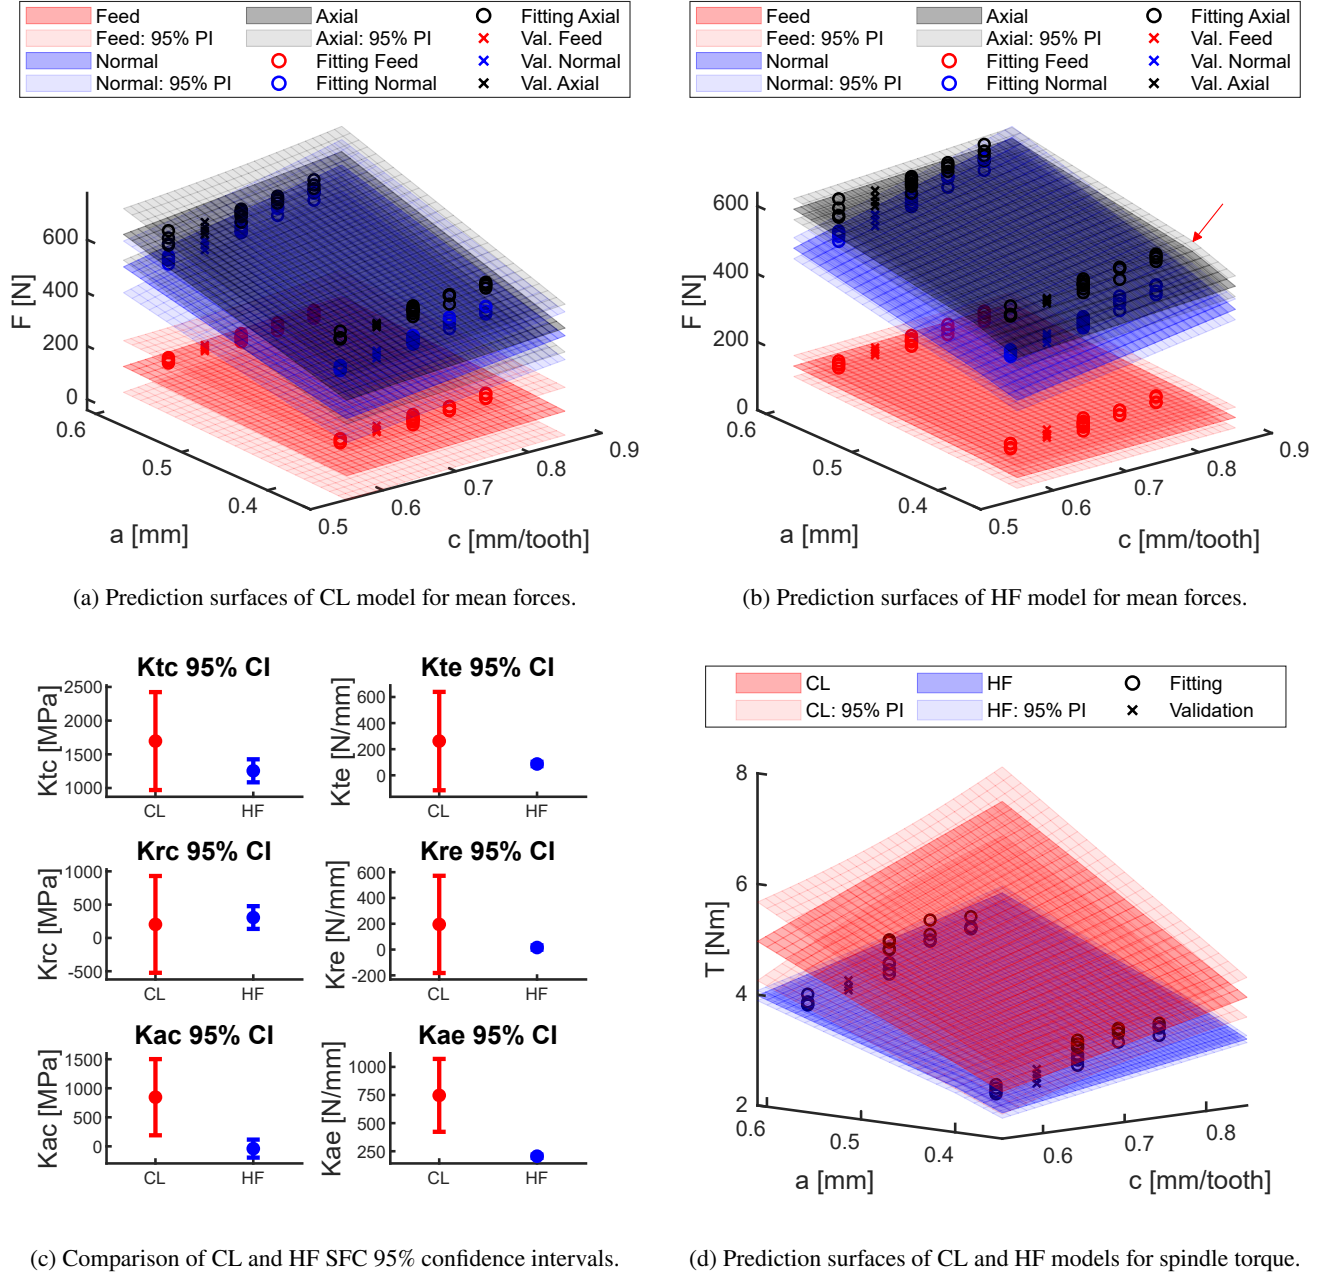 Feed
Axial
Fitting Axial
Feed: 95% PI
Axial: 95% PI
Val. Feed
Normal
Fitting Feed
Val. Normal
Normal: 95% PI
Fitting Normal
Val. Axial
F [N]
600
400
200
0
0.6
0.5
0.4
a [mm]
0.5
0.6
0.7
0.8
0.9
c [mm/tooth]
(a) Prediction surfaces of CL model for mean forces.
Feed
Axial
Fitting Axial
Feed: 95% PI
Axial: 95% PI
Val. Feed
Normal
Fitting Feed
Val. Normal
Normal: 95% PI
Fitting Normal
Val. Axial
F [N]
600
400
200
0
0.6
0.5
0.4
a [mm]
0.5
0.6
0.7
0.8
0.9
c [mm/tooth]
(b) Prediction surfaces of HF model for mean forces.
Ktc 95% CI
Ktc [MPa]
2500
2000
1500
1000
CL
HF
Kte 95% CI
Kte [N/mm]
600
400
200
0
CL
HF
Krc 95% CI
Krc [MPa]
1000
500
0
-500
CL
HF
Kre 95% CI
Kre [N/mm]
600
400
200
0
-200
CL
HF
Kac 95% CI
Kac [MPa]
1500
1000
500
0
CL
HF
Kae 95% CI
Kae [N/mm]
1000
750
500
250
CL
HF
(c) Comparison of CL and HF SFC 95% confidence intervals.
CL
HF
Fitting
CL: 95% PI
HF: 95% PI
Validation
T [Nm]
8
6
4
2
0.6
0.5
0.4
a [mm]
0.6
0.7
0.8
c [mm/tooth]
(d) Prediction surfaces of CL and HF models for spindle torque.